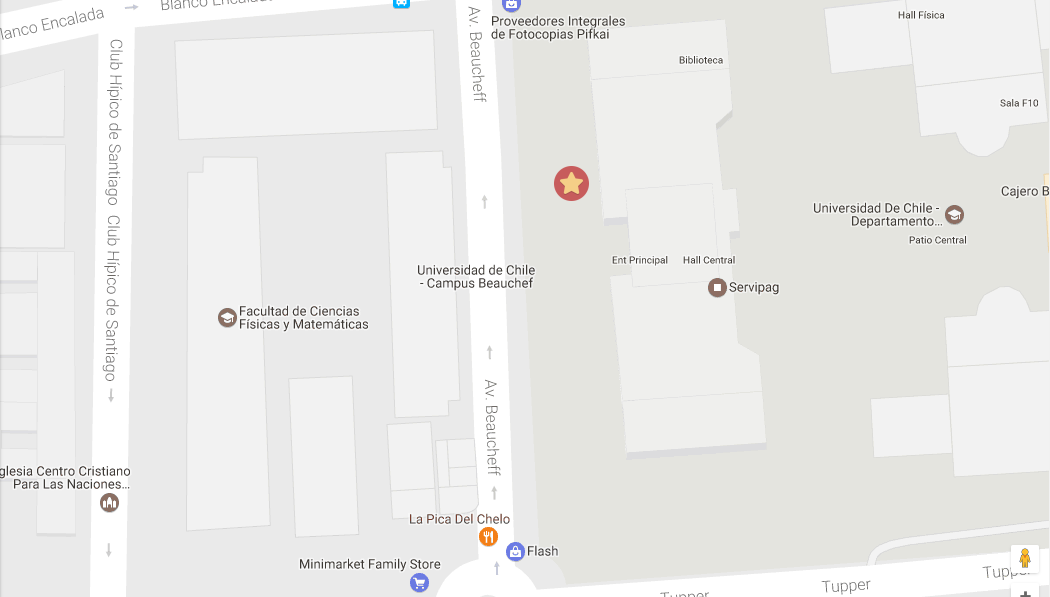 Blanco Encalada
Blanco Encalada
Proveedores Integrales
de Fotocopias Pifkai
Hall Física
Av. Beaucheff
Biblioteca
Sala F10
Club Hípico de Santiago
Cajero B
Universidad De Chile -
Departamento...
Patio Central
Ent Principal
Hall Central
Universidad de Chile
- Campus Beauchef
Servipag
Club Hípico de Santiago
Facultad de Ciencias
Físicas y Matemáticas
Av. Beaucheff
glesia Centro Cristiano
Para Las Naciones...
La Pica Del Chelo
Flash
Minimarket Family Store
Tupper
Tupper
Tupper